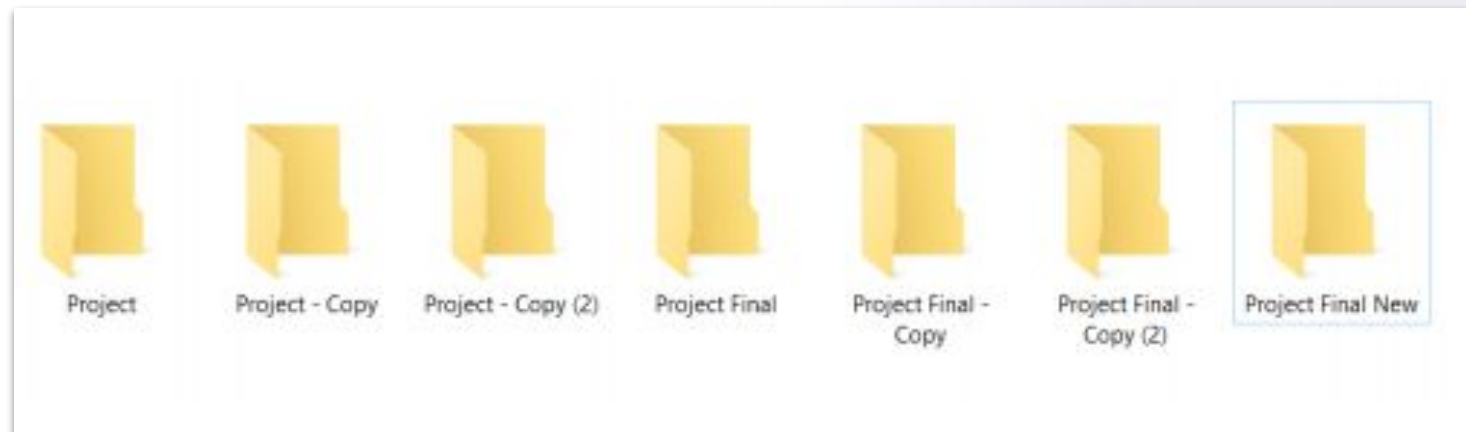 Project
Project - Copy
Project - Copy (2)
Project Final
Project Final -
Copy
Project Final -
Copy (2)
Project Final New